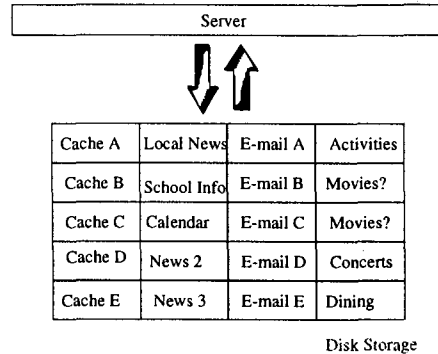 Server
Cache A Local News E-mail A Activities
Cache B School Info E-mail B Movies?
Cache C Calendar E-mail C Movies?
Cache D News 2 E-mail D Concerts
Cache E News 3 E-mail E Dining
Disk Storage